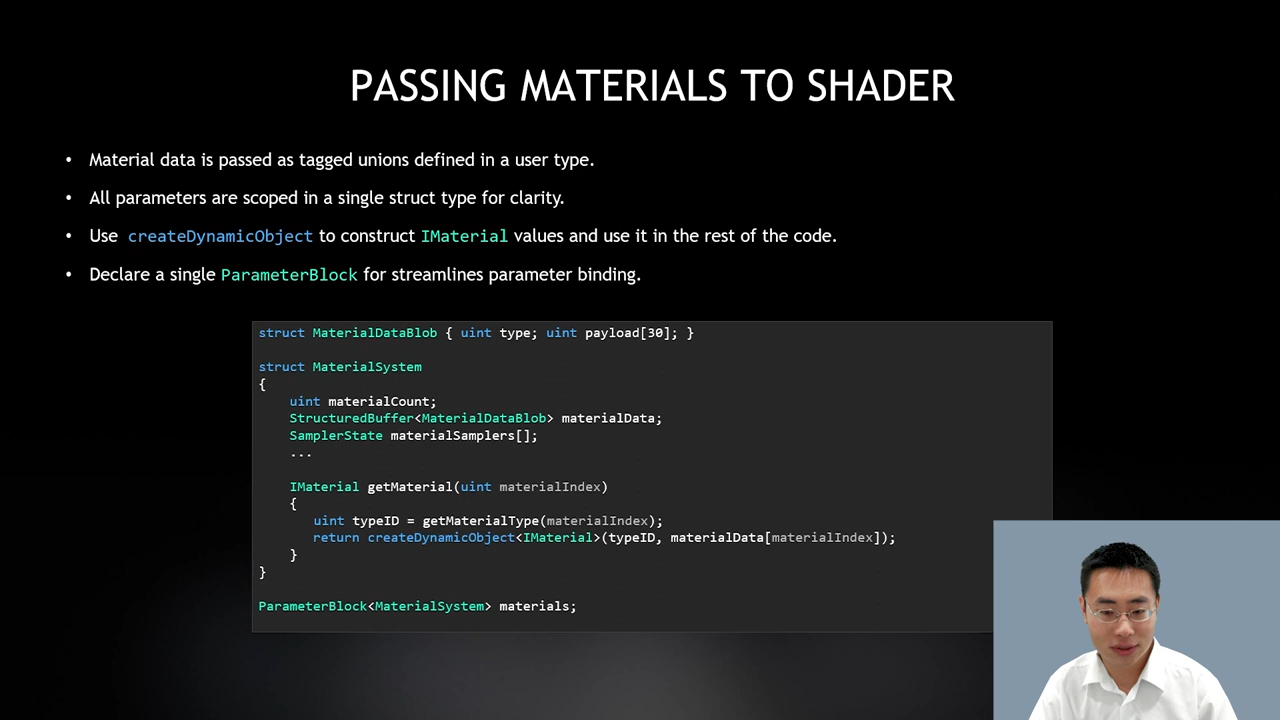 PASSING MATERIALS TO SHADER
• Material data is passed as tagged unions defined in a user type.
• All parameters are scoped in a single struct type for clarity.
• Use createDynamicObject to construct IMaterial values and use it in the rest of the code.
• Declare a single ParameterBlock for streamlines parameter binding.
struct MaterialDataBlob { uint type; uint payload[30]; }
struct MaterialSystem
{
uint materialCount;
StructuredBuffer<MaterialDataBlob> materialData;
SamplerState materialSamplers[];
...
IMaterial getMaterial(uint materialIndex)
{
uint typeID = getMaterialType(materialIndex);
return createDynamicObject<IMaterial>(typeID, materialData[materialIndex]);
}
}
ParameterBlock<MaterialSystem> materials;